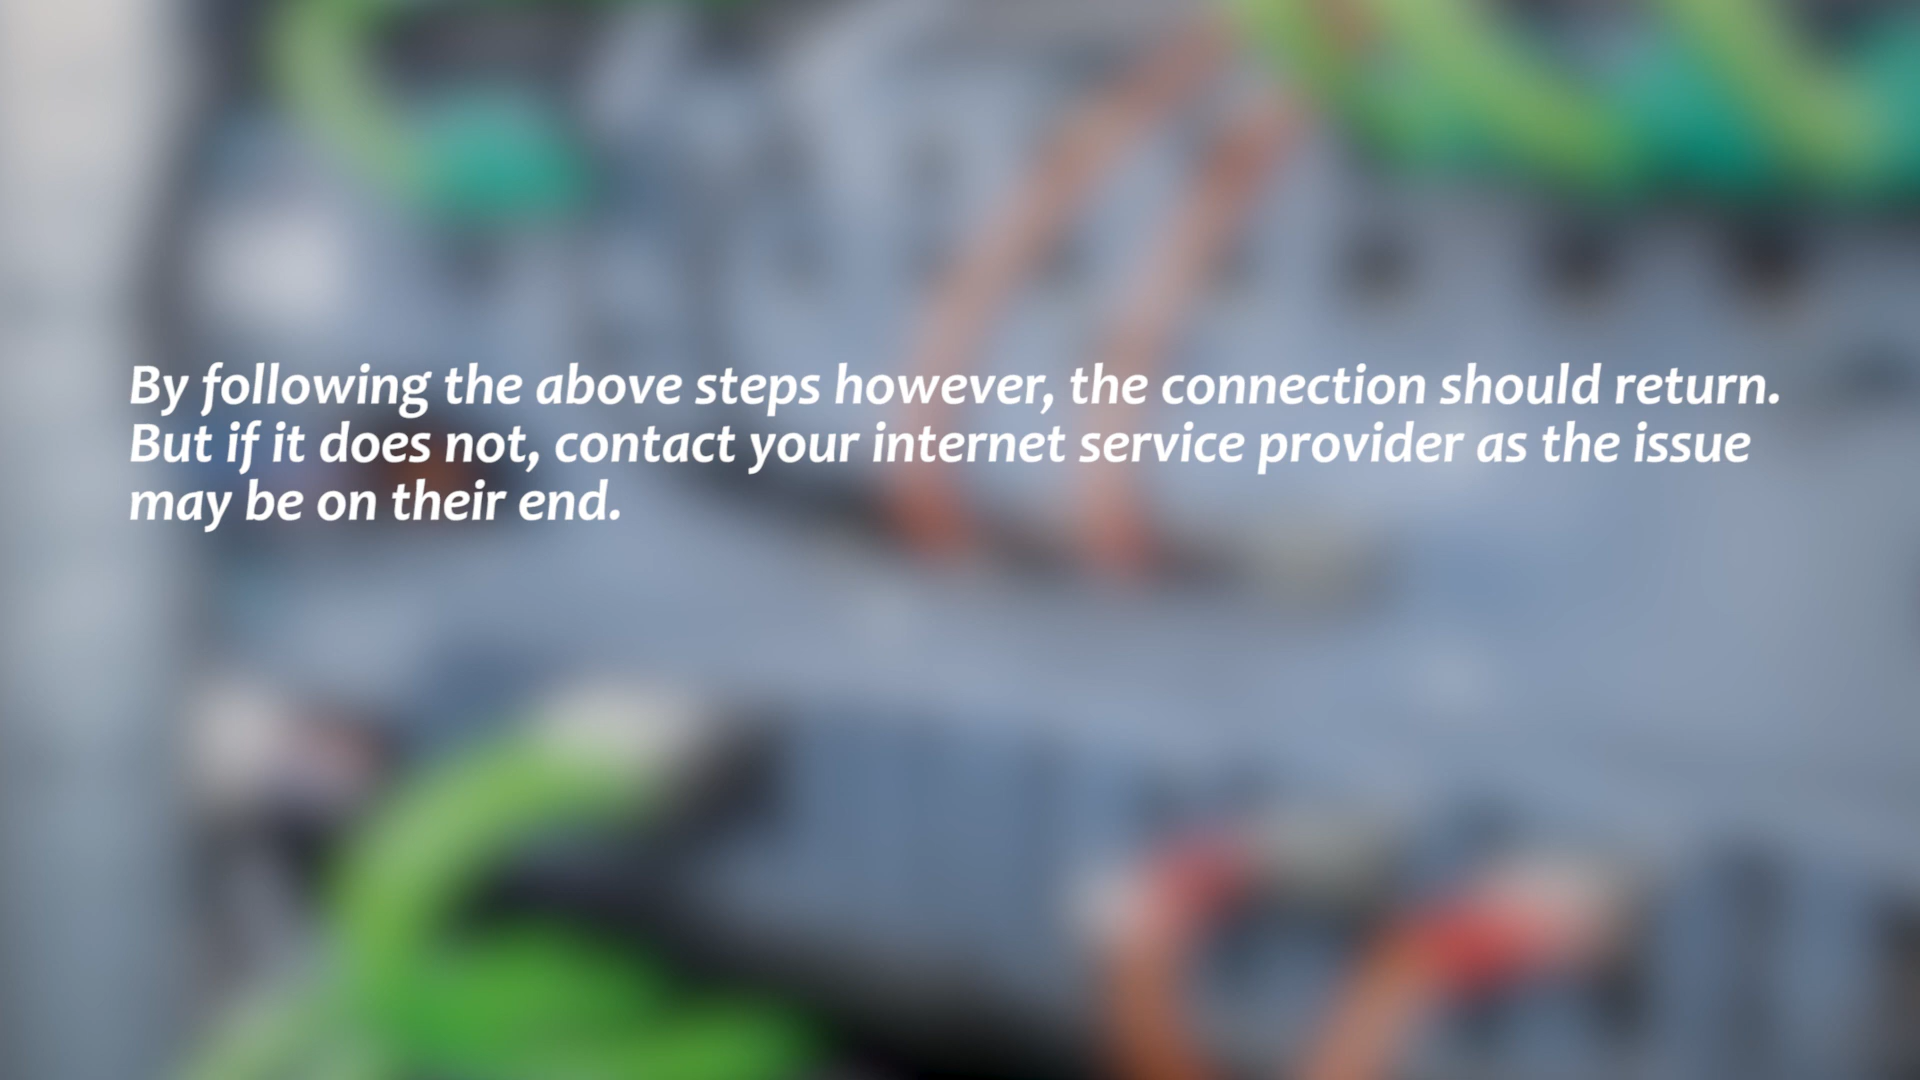 By following the above steps however, the connection should return.
But if it does not, contact your internet service provider as the issue
may be on their end.